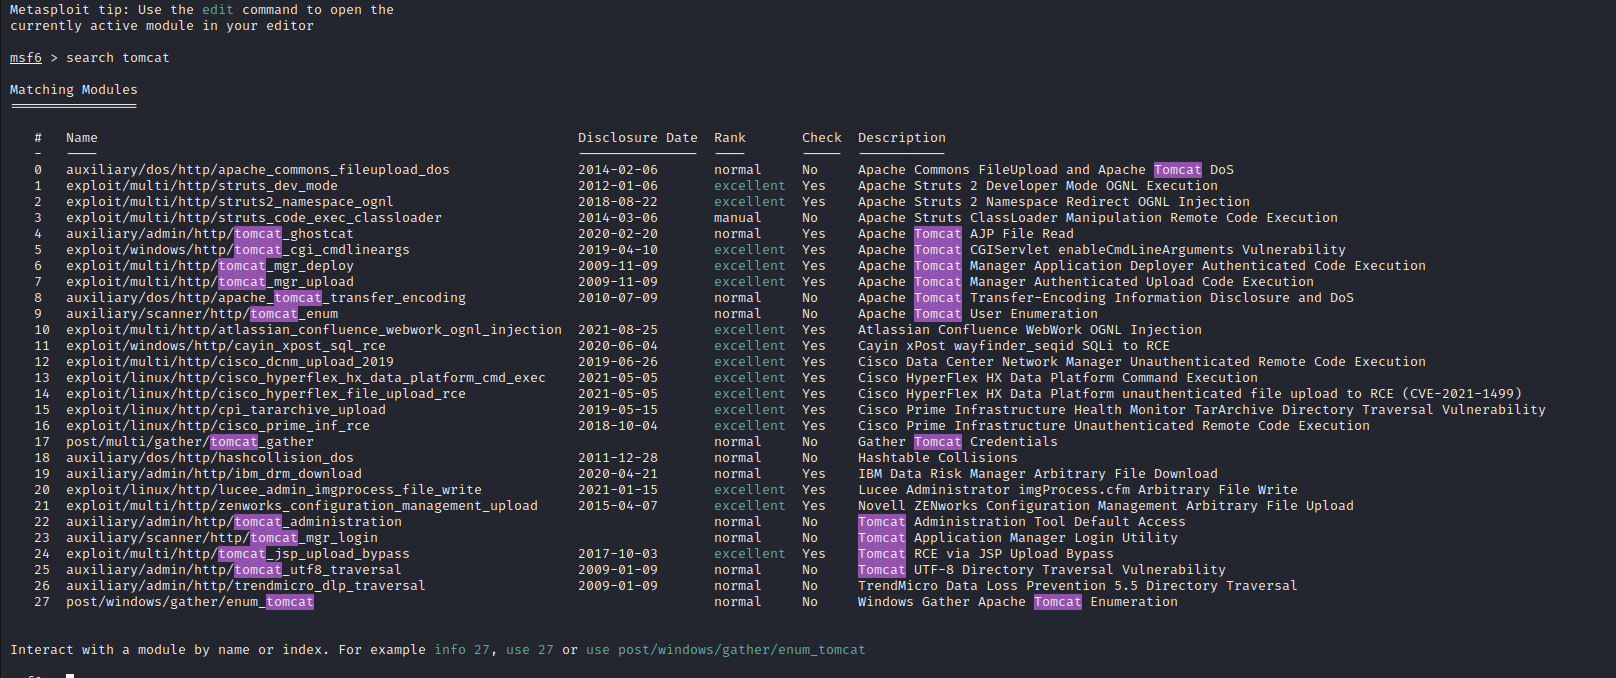 Metasploit tip: Use the edit command to open the
currently active module in your editor
msf6 > search tomcat
Matching Modules
================
#   Name   Disclosure Date   Rank   Check   Description
-   ----   ---------------   ----   -----   -----------
0   auxiliary/dos/http/apache_commons_fileupload_dos   2014-02-06   normal   No   Apache Commons FileUpload and Apache Tomcat DoS
1   exploit/multi/http/struts_dev_mode   2012-01-06   excellent   Yes   Apache Struts 2 Developer Mode OGNL Execution
2   exploit/multi/http/struts2_namespace_ognl   2018-08-22   excellent   Yes   Apache Struts 2 Namespace Redirect OGNL Injection
3   exploit/multi/http/struts_code_exec_classloader   2014-03-06   manual   No   Apache Struts ClassLoader Manipulation Remote Code Execution
4   auxiliary/admin/http/tomcat_ghostcat   2020-02-20   normal   Yes   Apache Tomcat AJP File Read
5   exploit/windows/http/tomcat_cgi_cmdlineargs   2019-04-10   excellent   Yes   Apache Tomcat CGIServlet enableCmdLineArguments Vulnerability
6   exploit/multi/http/tomcat_mgr_deploy   2009-11-09   excellent   Yes   Apache Tomcat Manager Application Deployer Authenticated Code Execution
7   exploit/multi/http/tomcat_mgr_upload   2009-11-09   excellent   Yes   Apache Tomcat Manager Authenticated Upload Code Execution
8   auxiliary/dos/http/apache_tomcat_transfer_encoding   2010-07-09   normal   No   Apache Tomcat Transfer-Encoding Information Disclosure and DoS
9   auxiliary/scanner/http/tomcat_enum   normal   No   Apache Tomcat User Enumeration
10   exploit/multi/http/atlassian_confluence_webwork_ognl_injection   2021-08-25   excellent   Yes   Atlassian Confluence WebWork OGNL Injection
11   exploit/windows/http/cayin_xpost_sql_rce   2020-06-04   excellent   Yes   Cayin xPost wayfinder_seqid SQLi to RCE
12   exploit/multi/http/cisco_dcnm_upload_2019   2019-06-26   excellent   Yes   Cisco Data Center Network Manager Unauthenticated Remote Code Execution
13   exploit/linux/http/cisco_hyperflex_hx_data_platform_cmd_exec   2021-05-05   excellent   Yes   Cisco HyperFlex HX Data Platform Command Execution
14   exploit/linux/http/cisco_hyperflex_file_upload_rce   2021-05-05   excellent   Yes   Cisco HyperFlex HX Data Platform unauthenticated file upload to RCE (CVE-2021-1499)
15   exploit/linux/http/cpi_tararchive_upload   2019-05-15   excellent   Yes   Cisco Prime Infrastructure Health Monitor TarArchive Directory Traversal Vulnerability
16   exploit/linux/http/cisco_prime_inf_rce   2018-10-04   excellent   Yes   Cisco Prime Infrastructure Unauthenticated Remote Code Execution
17   post/multi/gather/tomcat_gather   normal   No   Gather Tomcat Credentials
18   auxiliary/dos/http/hashcollision_dos   2011-12-28   normal   No   Hashtable Collisions
19   auxiliary/admin/http/ibm_drm_download   2020-04-21   normal   Yes   IBM Data Risk Manager Arbitrary File Download
20   exploit/linux/http/lucee_admin_imgprocess_file_write   2021-01-15   excellent   Yes   Lucee Administrator imgProcess.cfm Arbitrary File Write
21   exploit/multi/http/zenworks_configuration_management_upload   2015-04-07   excellent   Yes   Novell ZENworks Configuration Management Arbitrary File Upload
22   auxiliary/admin/http/tomcat_administration   normal   No   Tomcat Administration Tool Default Access
23   auxiliary/scanner/http/tomcat_mgr_login   normal   No   Tomcat Application Manager Login Utility
24   exploit/multi/http/tomcat_jsp_upload_bypass   2017-10-03   excellent   Yes   Tomcat RCE via JSP Upload Bypass
25   auxiliary/admin/http/tomcat_utf8_traversal   2009-01-09   normal   No   Tomcat UTF-8 Directory Traversal Vulnerability
26   auxiliary/admin/http/trendmicro_dlp_traversal   2009-01-09   normal   No   TrendMicro Data Loss Prevention 5.5 Directory Traversal
27   post/windows/gather/enum_tomcat   normal   No   Windows Gather Apache Tomcat Enumeration
Interact with a module by name or index. For example info 27, use 27 or use post/windows/gather/enum_tomcat